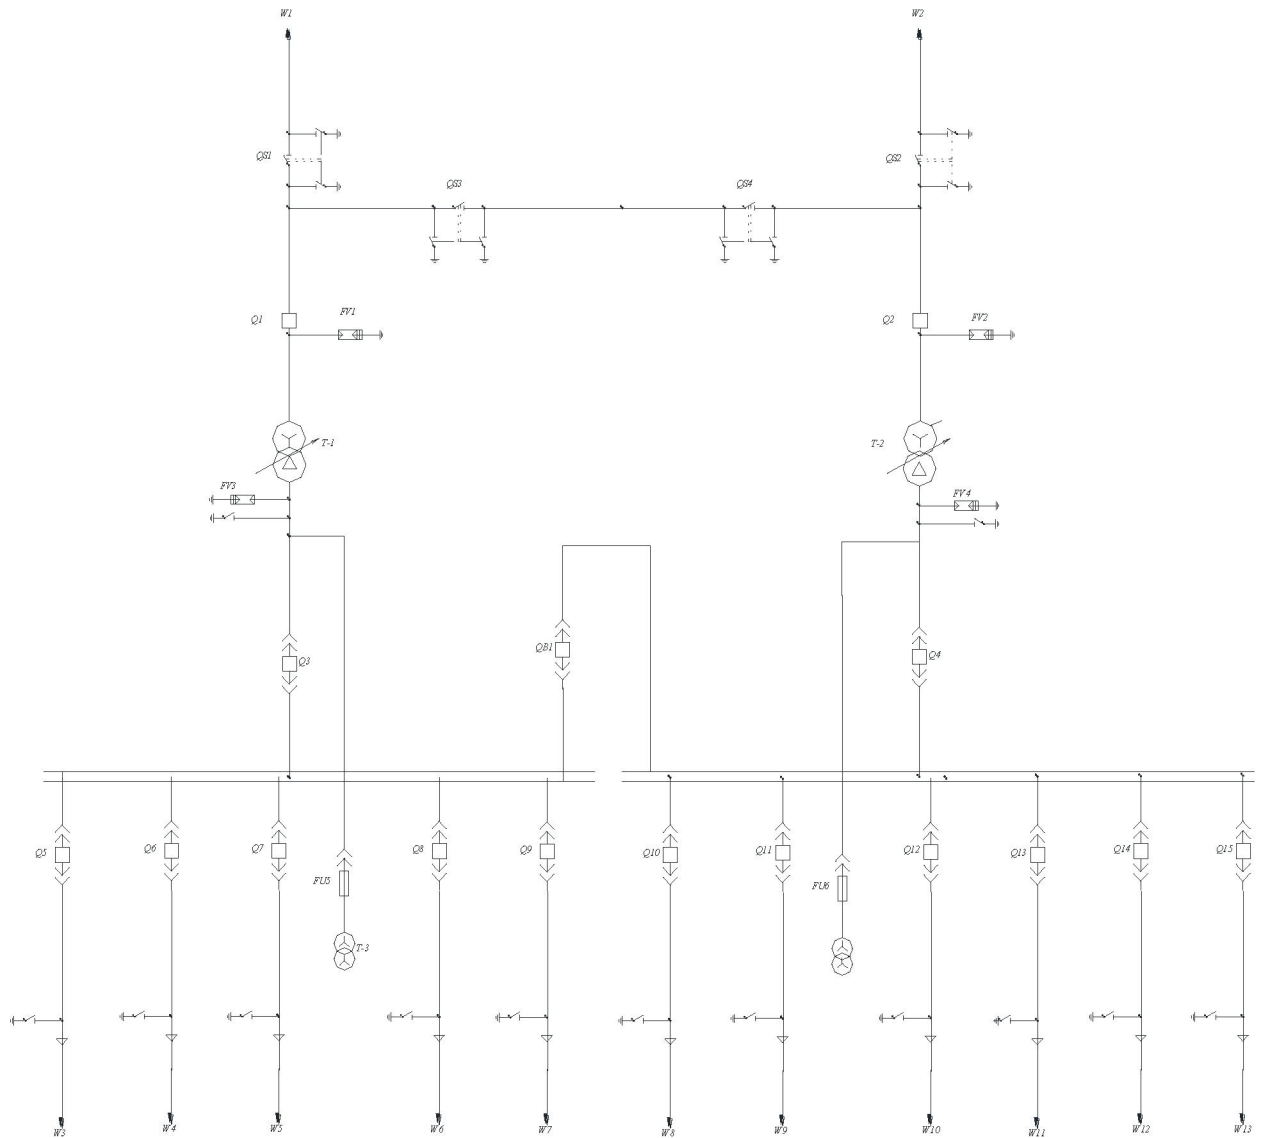 W1 W2
QS1 QS2
QS3 QS4
Q1 FV1 Q2 FV2
T-1 T-2
FV3 FV4
Q3 QB1 Q4
Q5 Q6 Q7 Q8 Q9 Q10 Q11 Q12 Q13 Q14 Q15
FU5 FU6
T-3
W3 W4 W5 W6 W7 W8 W9 W10 W11 W12 W13